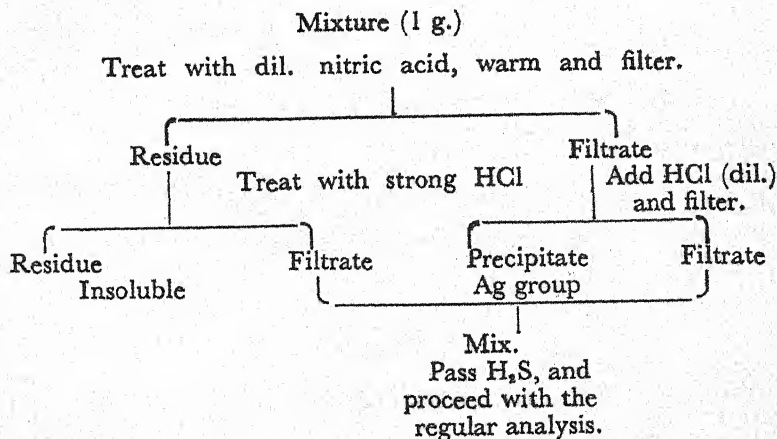 Mixture (1 g.)
Treat with dil. nitric acid, warm and filter.
Residue
Filtrate
Treat with strong HCl
Add HCl (dil.)
and filter.
Residue
Insoluble
Filtrate
Precipitate
Ag group
Filtrate
Mix.
Pass H₂S, and
proceed with the
regular analysis.